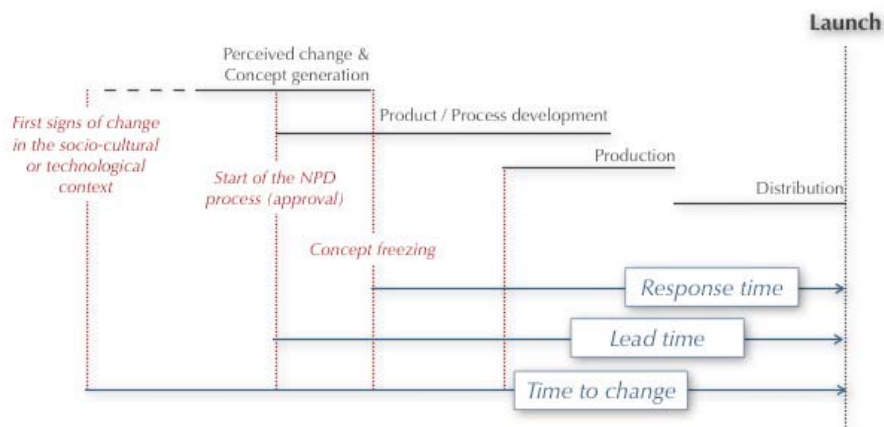 Launch
Perceived change &
Concept generation
First signs of change
in the socio-cultural
or technological
context
Product / Process development
Start of the NPD
process (approval)
Production
Distribution
Concept freezing
Response time
Lead time
Time to change